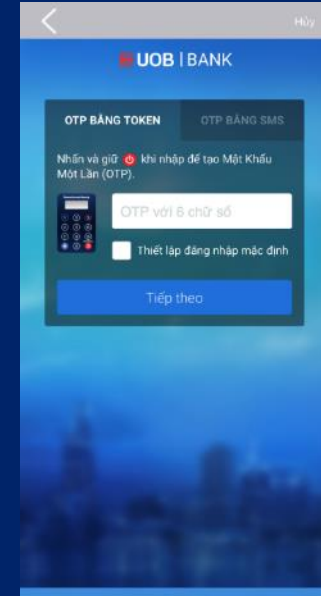 Hủy
UOB | BANK
OTP BẰNG TOKEN
OTP BẰNG SMS
Nhấn và giữ khi nhập để tạo Mật Khẩu
Một Lần (OTP).
OTP với 6 chữ số
Thiết lập đăng nhập mặc định
Tiếp theo